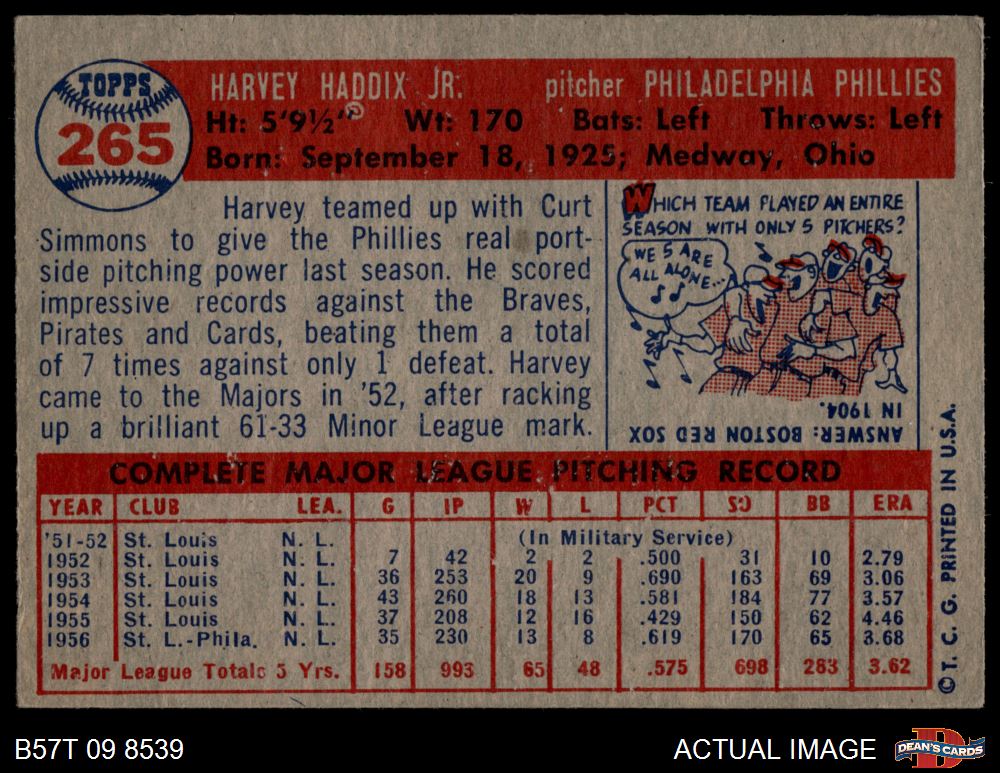 TOPPS
265
HARVEY HADDIX JR. pitcher PHILADELPHIA PHILLIES
Ht: 5'9½" Wt: 170 Bats: Left Throws: Left
Born: September 18, 1925; Medway, Ohio
Harvey teamed up with Curt
Simmons to give the Phillies real port-
side pitching power last season. He scored
impressive records against the Braves,
Pirates and Cards, beating them a total
of 7 times against only 1 defeat. Harvey
came to the Majors in '52, after racking
up a brilliant 61-33 Minor League mark.
WHICH TEAM PLAYED AN ENTIRE
SEASON WITH ONLY 5 PITCHERS?
WE 5 ARE
ALL ALONE...
ANSWER: BOSTON RED SOX
IN 1904.
COMPLETE MAJOR LEAGUE PITCHING RECORD
YEAR CLUB LEA. G IP W L PCT SO BB ERA
'51-52 St. Louis N. L. (In Military Service)
1952 St. Louis N. L. 7 42 2 2 .500 31 10 2.79
1953 St. Louis N. L. 36 253 20 9 .690 163 69 3.06
1954 St. Louis N. L. 43 260 18 13 .581 184 77 3.57
1955 St. Louis N. L. 37 208 12 16 .429 150 62 4.46
1956 St. L.-Phila. N. L. 35 230 13 8 .619 170 65 3.68
Major League Totals 5 Yrs. 158 993 65 48 .575 698 283 3.62
© T. C. G. PRINTED IN U.S.A.
B57T 09 8539
ACTUAL IMAGE
D
DEAN'S CARDS